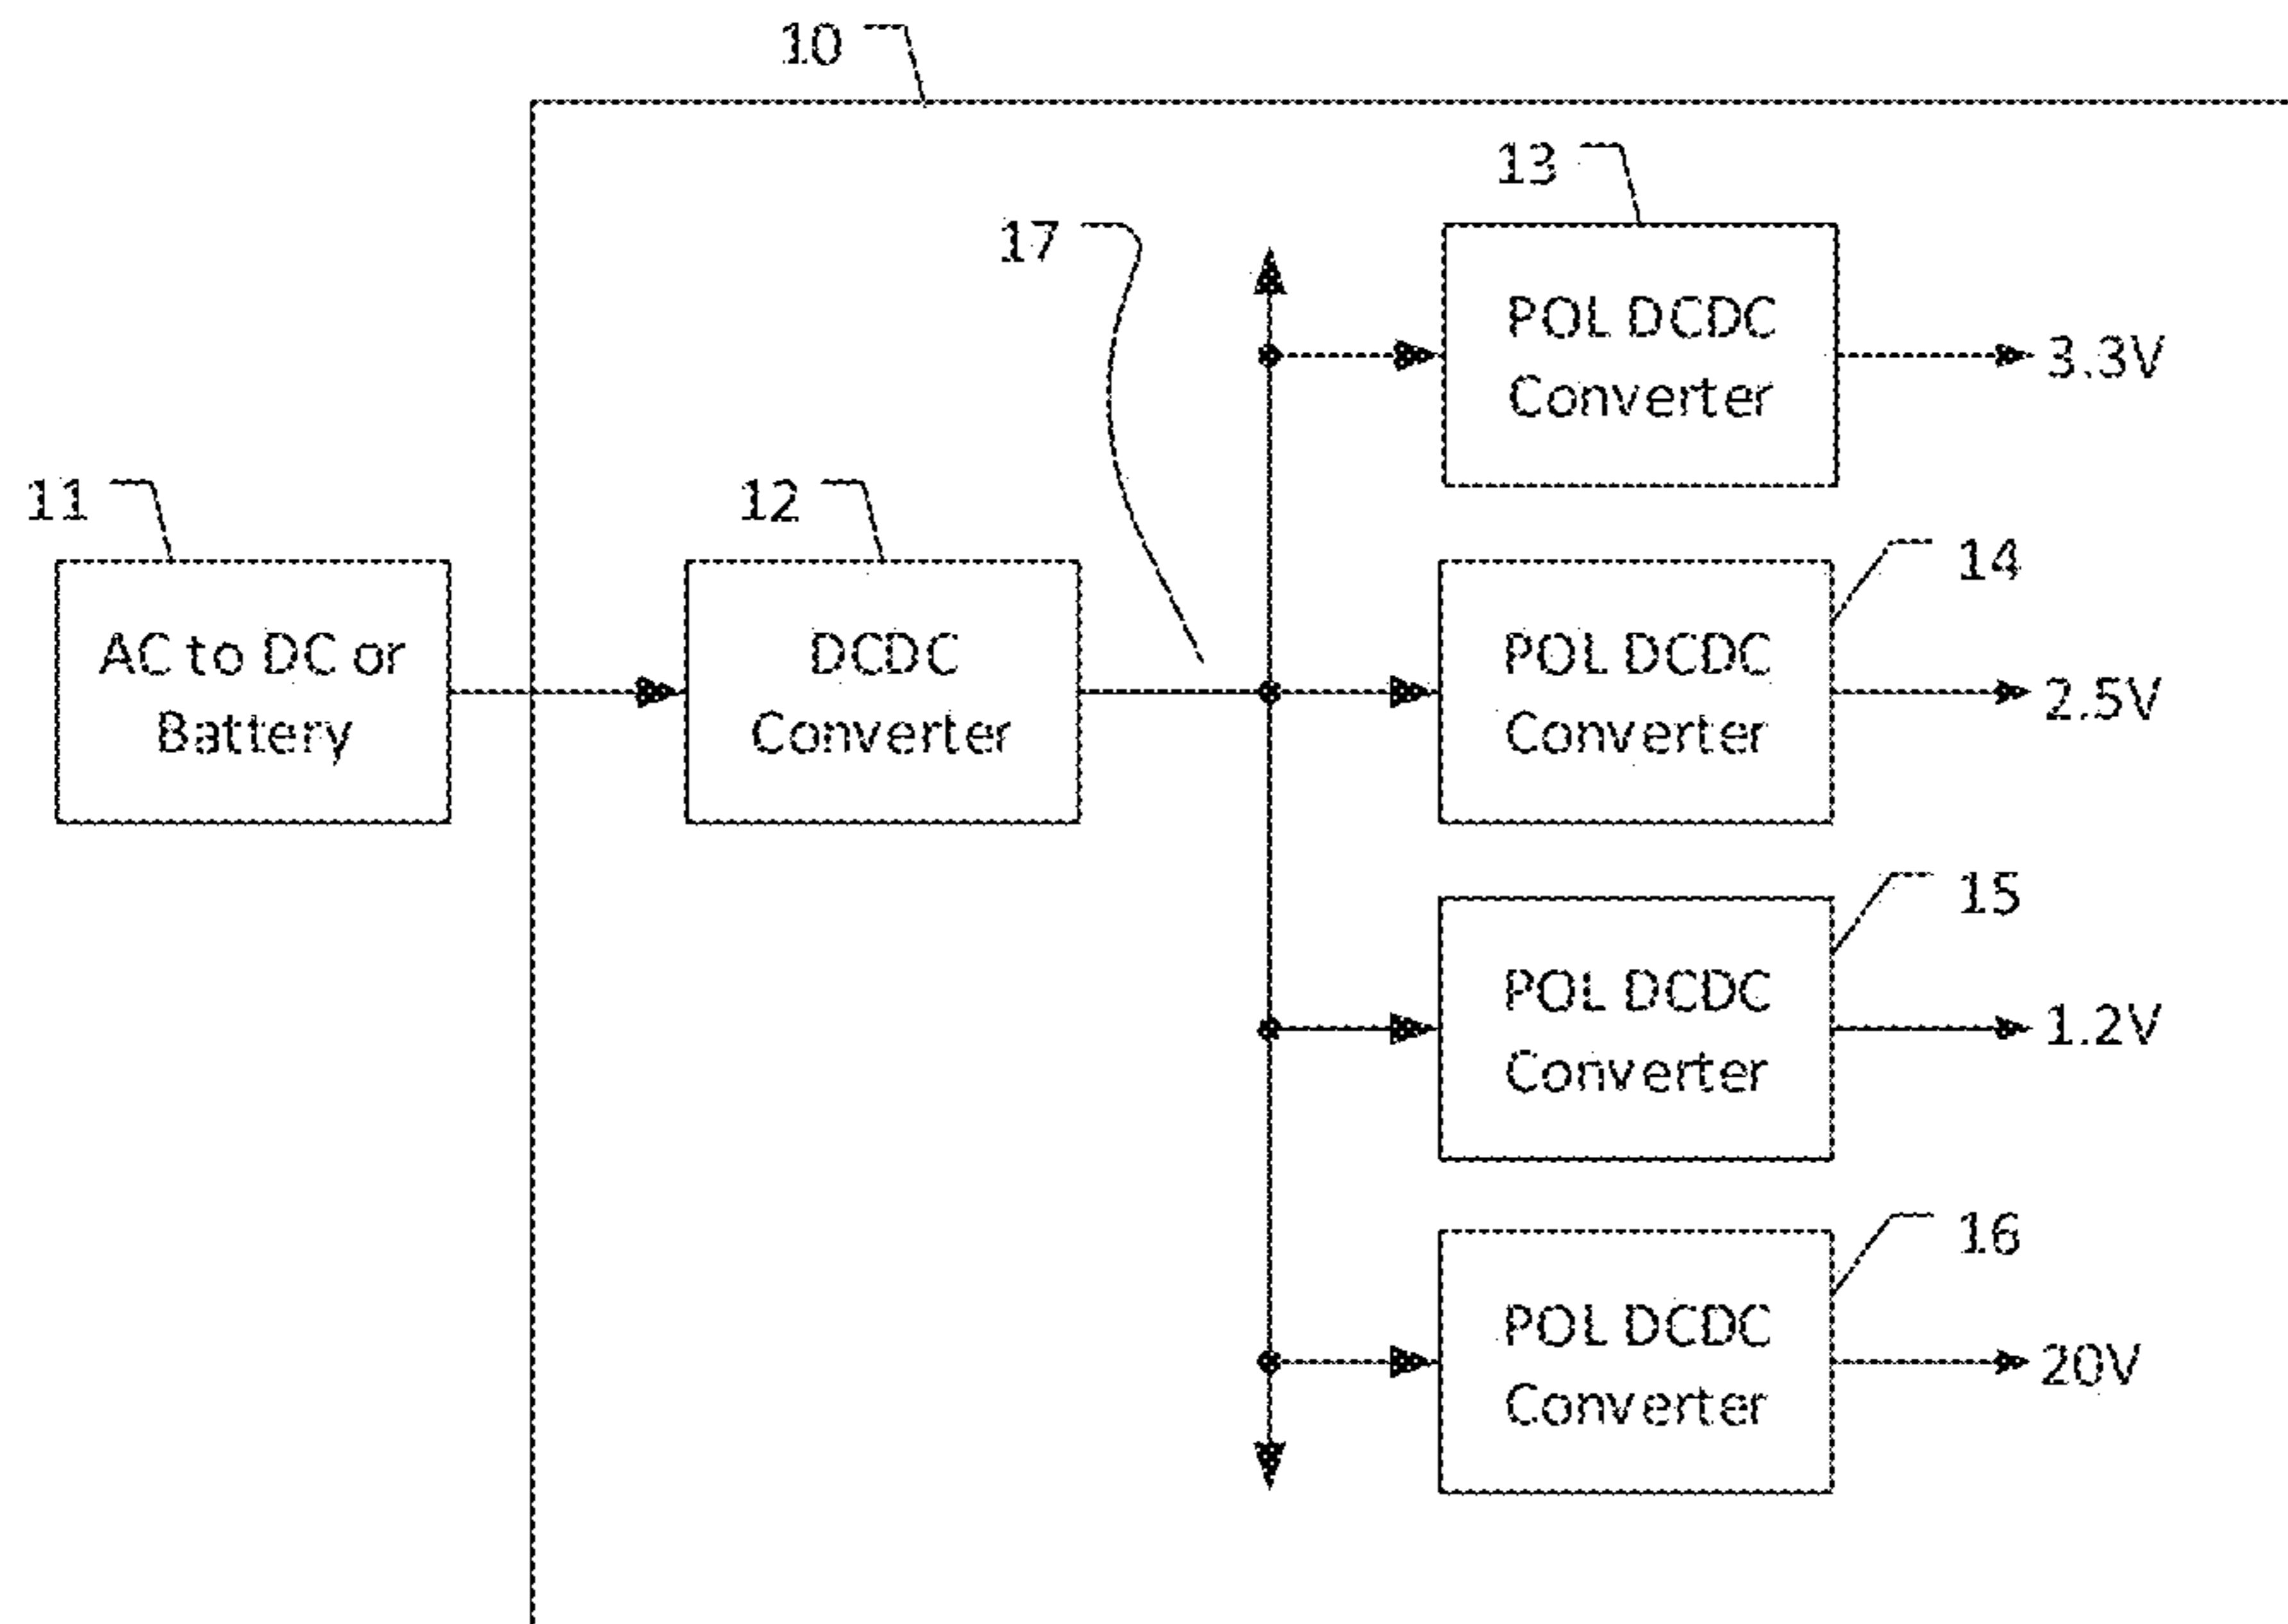 10
13
17
POL DCDC
Converter
3.3V
11
12
14
AC to DC or
Battery
DCDC
Converter
POL DCDC
Converter
2.5V
15
POL DCDC
Converter
1.2V
16
POL DCDC
Converter
20V